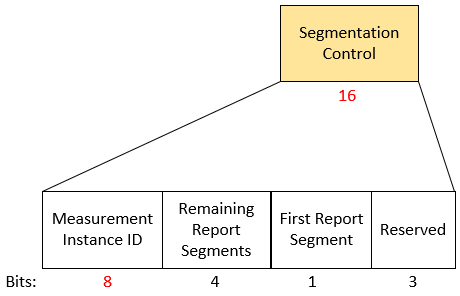 Segmentation
Control
16
Measurement
Instance ID
Remaining
Report
Segments
First Report
Segment
Reserved
Bits: 8 4 1 3